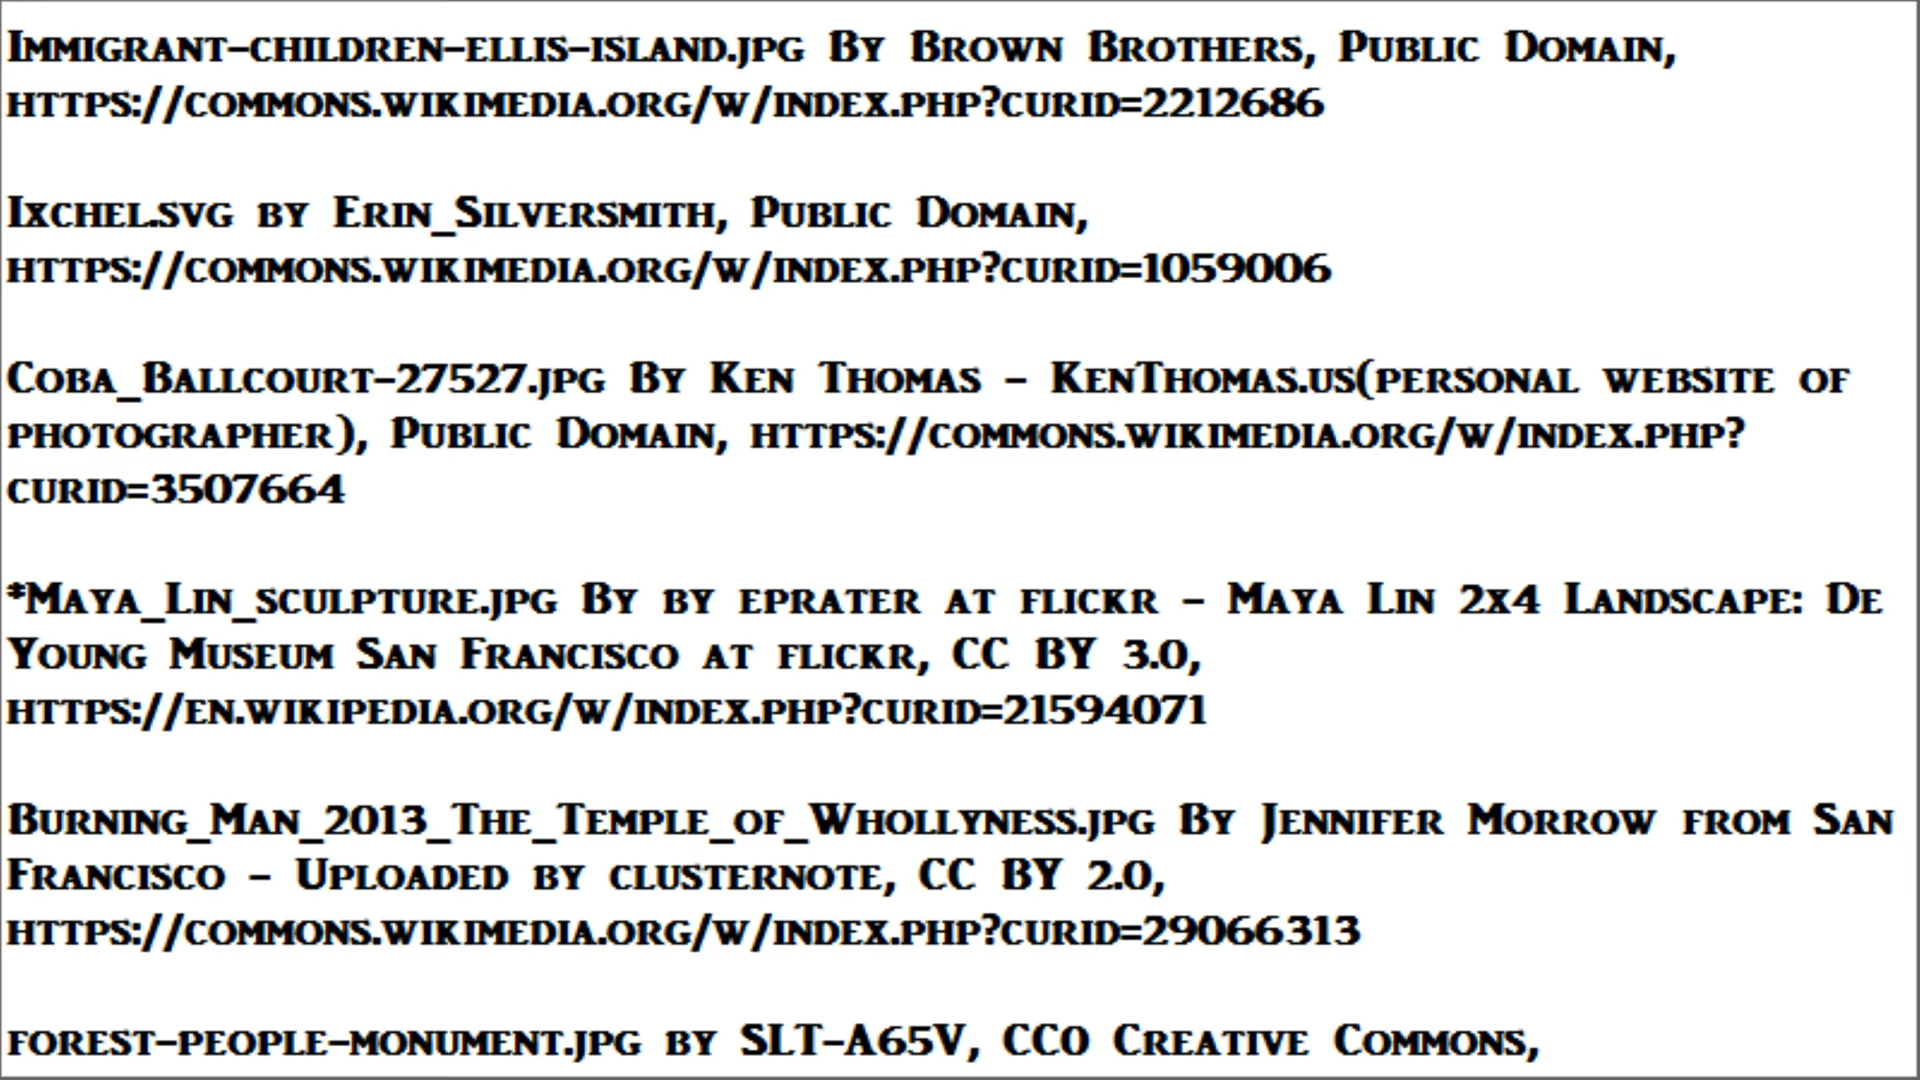 Immigrant-children-ellis-island.jpg By Brown Brothers, Public Domain,
https://commons.wikimedia.org/w/index.php?curid=2212686
Ixchel.svg by Erin_Silversmith, Public Domain,
https://commons.wikimedia.org/w/index.php?curid=1059006
Coba_Ballcourt-27527.jpg By Ken Thomas - KenThomas.us(personal website of
photographer), Public Domain, https://commons.wikimedia.org/w/index.php?
curid=3507664
*Maya_Lin_sculpture.jpg By by eprater at flickr - Maya Lin 2x4 Landscape: De
Young Museum San Francisco at flickr, CC BY 3.0,
https://en.wikipedia.org/w/index.php?curid=21594071
Burning_Man_2013_The_Temple_of_Whollyness.jpg By Jennifer Morrow from San
Francisco - Uploaded by clusternote, CC BY 2.0,
https://commons.wikimedia.org/w/index.php?curid=29066313
forest-people-monument.jpg by SLT-A65V, CC0 Creative Commons,